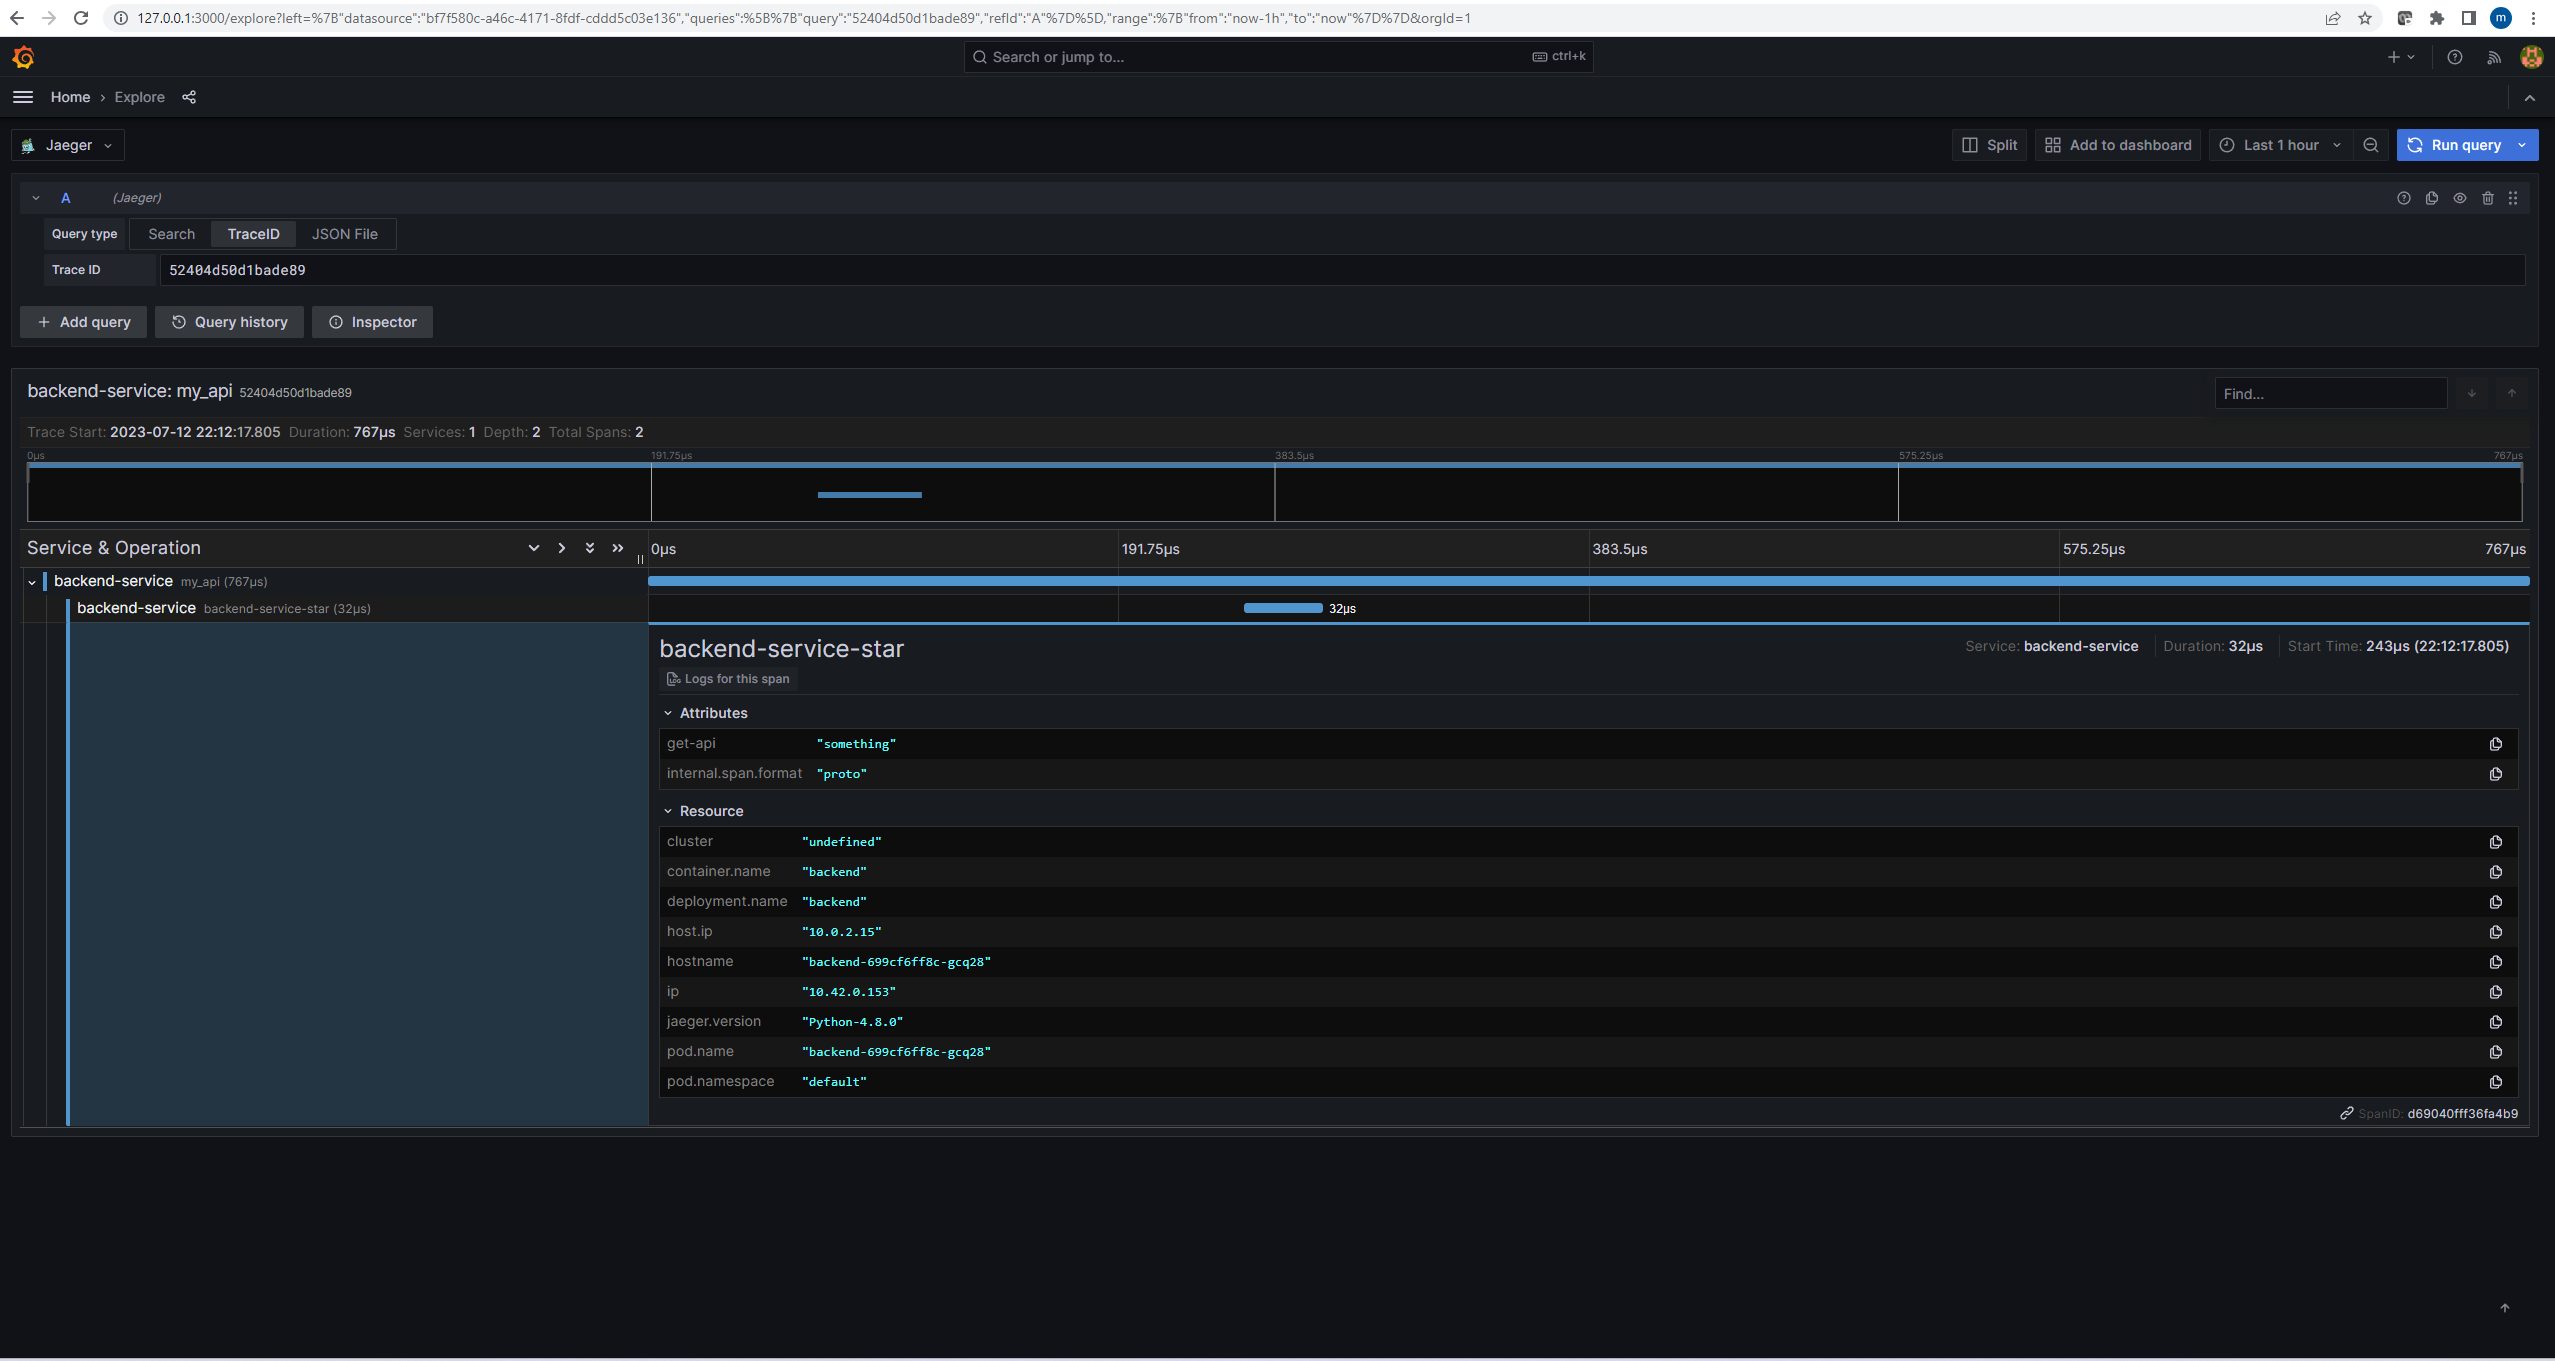 127.0.0.1:3000/explore?left=%7B"datasource":"bf7f580c-a46c-4171-8fdf-cddd5c03e136","queries":%5B%7B"query":"52404d50d1bade89","refId":"A"%7D%5D,"range":%7B"from":"now-1h","to":"now"%7D%7D&orgId=1
m
Search or jump to...
ctrl+k
Home › Explore
Jaeger
Split
Add to dashboard
Last 1 hour
Run query
A (Jaeger)
Query type Search TraceID JSON File
Trace ID 52404d50d1bade89
Add query Query history Inspector
backend-service: my_api 52404d50d1bade89
Find...
Trace Start: 2023-07-12 22:12:17.805 Duration: 767μs Services: 1 Depth: 2 Total Spans: 2
0μs 191.75μs 383.5μs 575.25μs 767μs
Service & Operation 0μs 191.75μs 383.5μs 575.25μs 767μs
backend-service my_api (767μs)
backend-service backend-service-star (32μs) 32μs
backend-service-star Service: backend-service Duration: 32μs Start Time: 243μs (22:12:17.805)
Logs for this span
Attributes
get-api "something"
internal.span.format "proto"
Resource
cluster "undefined"
container.name "backend"
deployment.name "backend"
host.ip "10.0.2.15"
hostname "backend-699cf6ff8c-gcq28"
ip "10.42.0.153"
jaeger.version "Python-4.8.0"
pod.name "backend-699cf6ff8c-gcq28"
pod.namespace "default"
SpanID: d69040fff36fa4b9